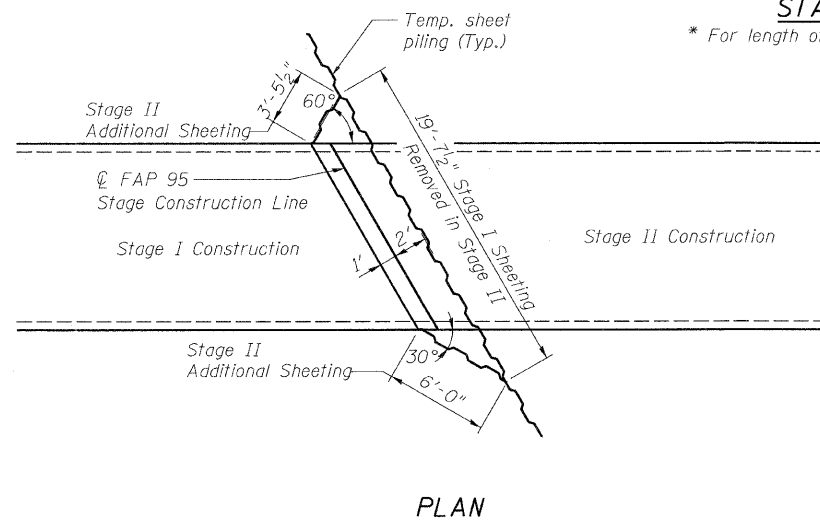 STA
* For length o
Temp. sheet
piling (Typ.)
3'-5½"
60°
Stage II
Additional Sheeting
19'-7½" Stage I Sheeting
Removed in Stage II
℄ FAP 95
Stage Construction Line
Stage I Construction
Stage II Construction
1'
2'
Stage II
Additional Sheeting
30°
6'-0"
PLAN